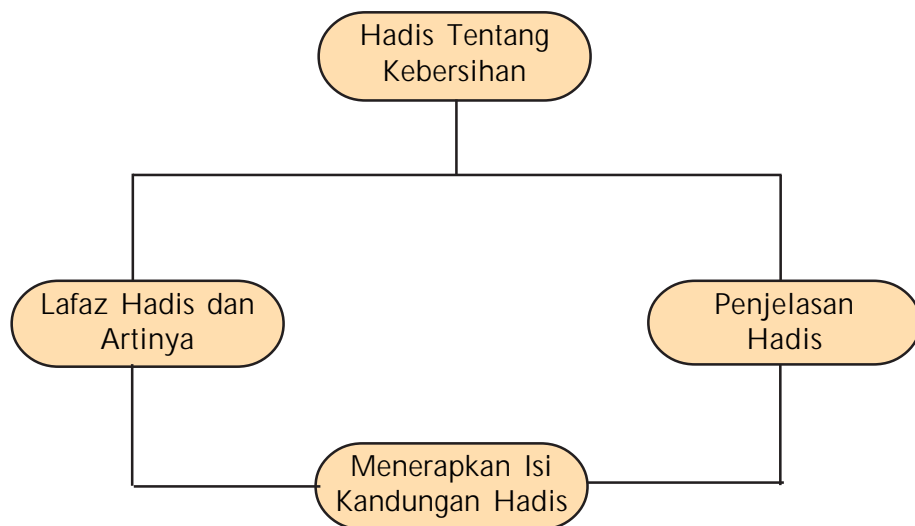 Hadis Tentang
Kebersihan
Lafaz Hadis dan
Artinya
Penjelasan
Hadis
Menerapkan Isi
Kandungan Hadis